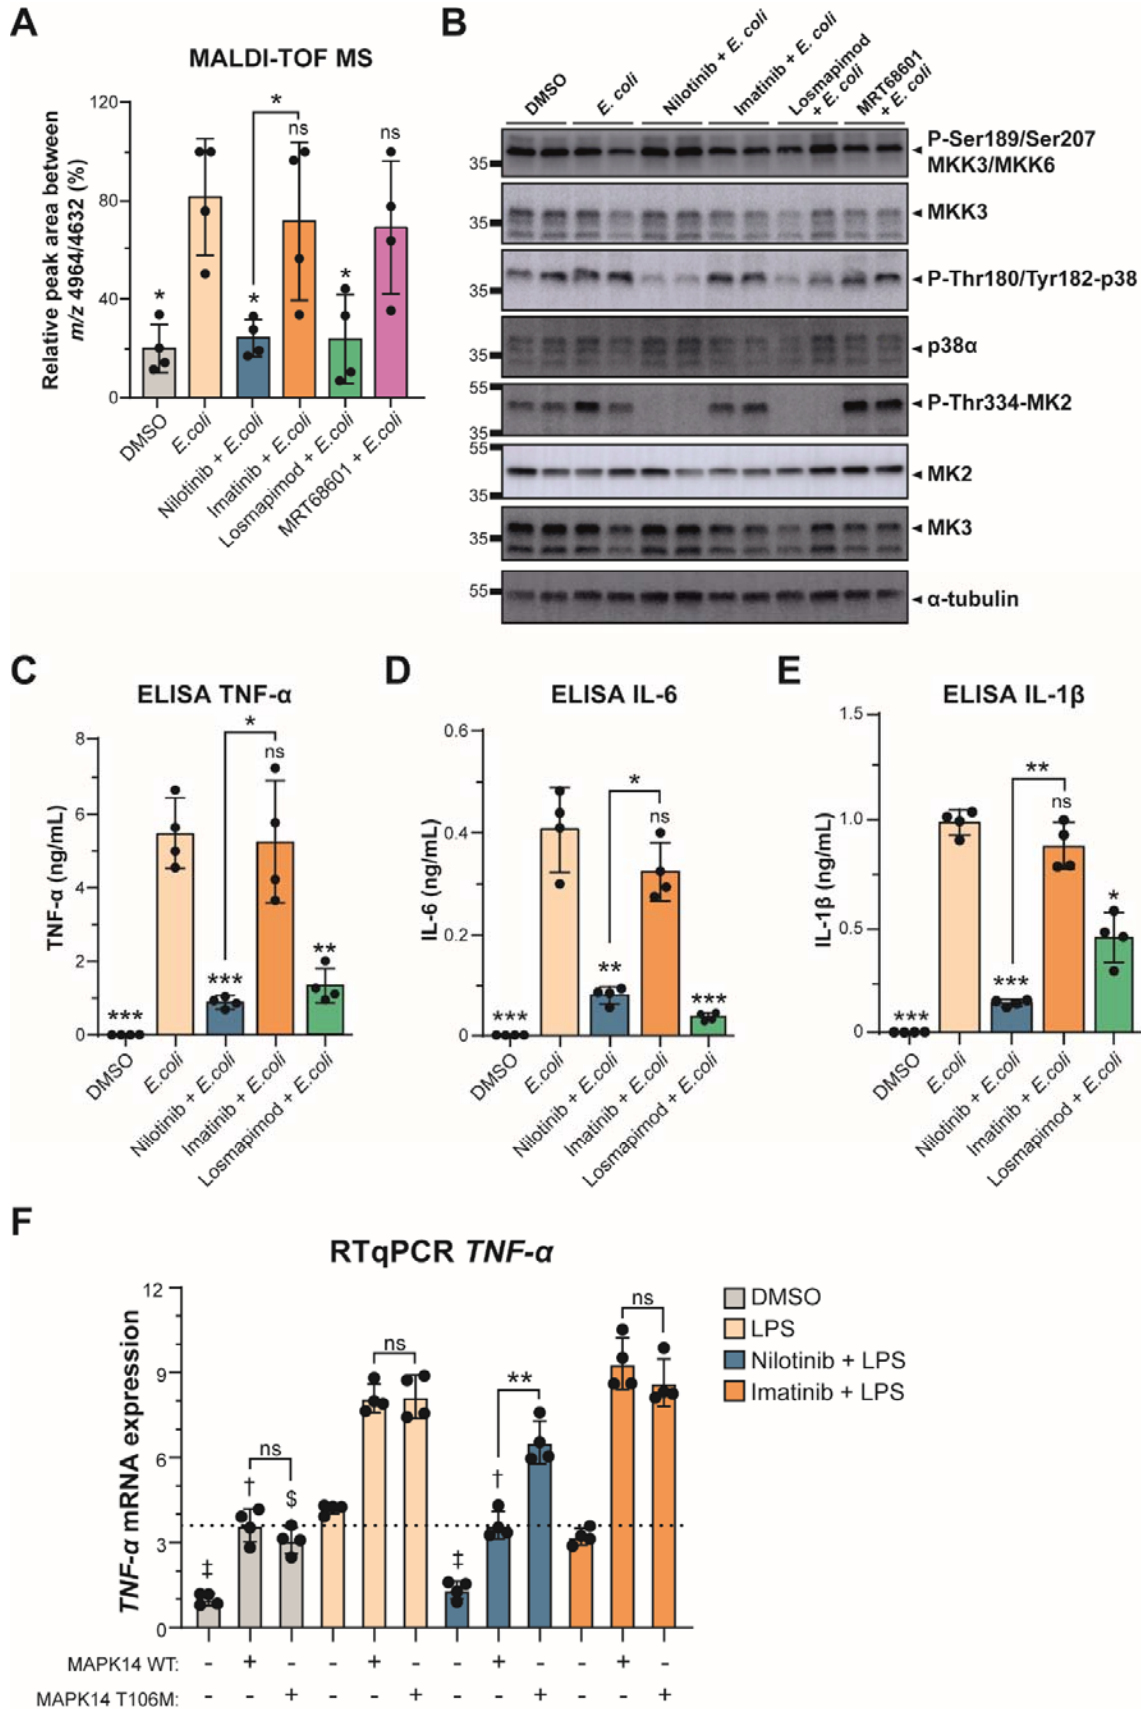 A
MALDI-TOF MS
Relative peak area between
m/z 4964/4632 (%)
120
80
40
0
*
*
*
ns
*
ns
DMSO
E.coli
Nilotinib + E.coli
Imatinib + E.coli
Losmapimod + E.coli
MRT68601 + E.coli
B
DMSO
E. coli
Nilotinib + E. coli
Imatinib + E. coli
Losmapimod
+ E. coli
MRT68601
+ E. coli
35
P-Ser189/Ser207
MKK3/MKK6
35
MKK3
35
P-Thr180/Tyr182-p38
35
p38α
55
35
P-Thr334-MK2
55
35
MK2
35
MK3
55
α-tubulin
C
ELISA TNF-α
TNF-α (ng/mL)
8
6
4
2
0
***
***
*
ns
**
DMSO
E.coli
Nilotinib + E.coli
Imatinib + E.coli
Losmapimod + E.coli
D
ELISA IL-6
IL-6 (ng/mL)
0.6
0.4
0.2
0
***
**
*
ns
***
DMSO
E.coli
Nilotinib + E.coli
Imatinib + E.coli
Losmapimod + E.coli
E
ELISA IL-1β
IL-1β (ng/mL)
1.5
1.0
0.5
0
***
***
**
ns
*
DMSO
E.coli
Nilotinib + E.coli
Imatinib + E.coli
Losmapimod + E.coli
F
RTqPCR TNF-α
TNF-α mRNA expression
12
9
6
3
0
‡
†
ns
$
ns
‡
†
**
ns
DMSO
LPS
Nilotinib + LPS
Imatinib + LPS
MAPK14 WT: - + - - + - - + - - + -
MAPK14 T106M: - - + - - + - - + - - +